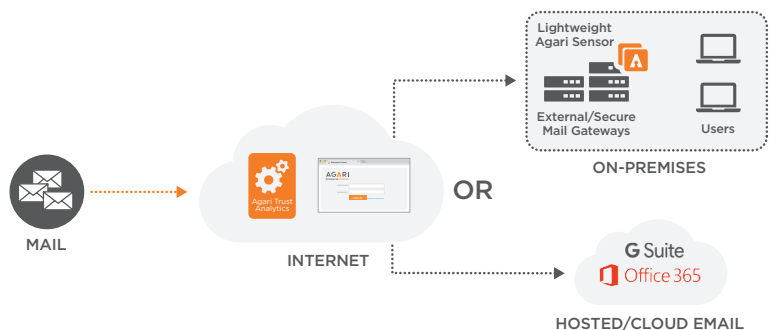 Lightweight
Agari Sensor
External/Secure
Mail Gateways
Users
ON-PREMISES
MAIL
Agari Trust
Analytics
AGARI
INTERNET
OR
G Suite
Office 365
HOSTED/CLOUD EMAIL